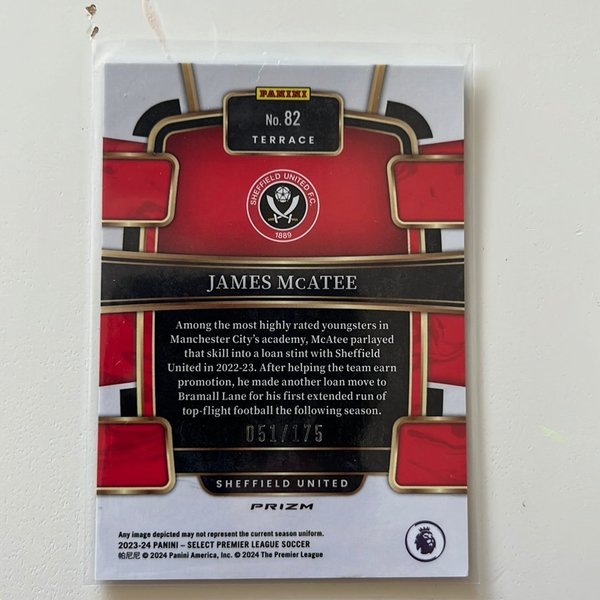 PANINI
No. 82
TERRACE
SHEFFIELD UNITED F.C.
1889
JAMES McATEE
Among the most highly rated youngsters in
Manchester City's academy, McAtee parlayed
that skill into a loan stint with Sheffield
United in 2022-23. After helping the team earn
promotion, he made another loan move to
Bramall Lane for his first extended run of
top-flight football the following season.
051/175
SHEFFIELD UNITED
PRIZM
Any image depicted may not represent the current season uniform.
2023-24 PANINI – SELECT PREMIER LEAGUE SOCCER
帕尼尼 © 2024 Panini America, Inc. © 2024 The Premier League